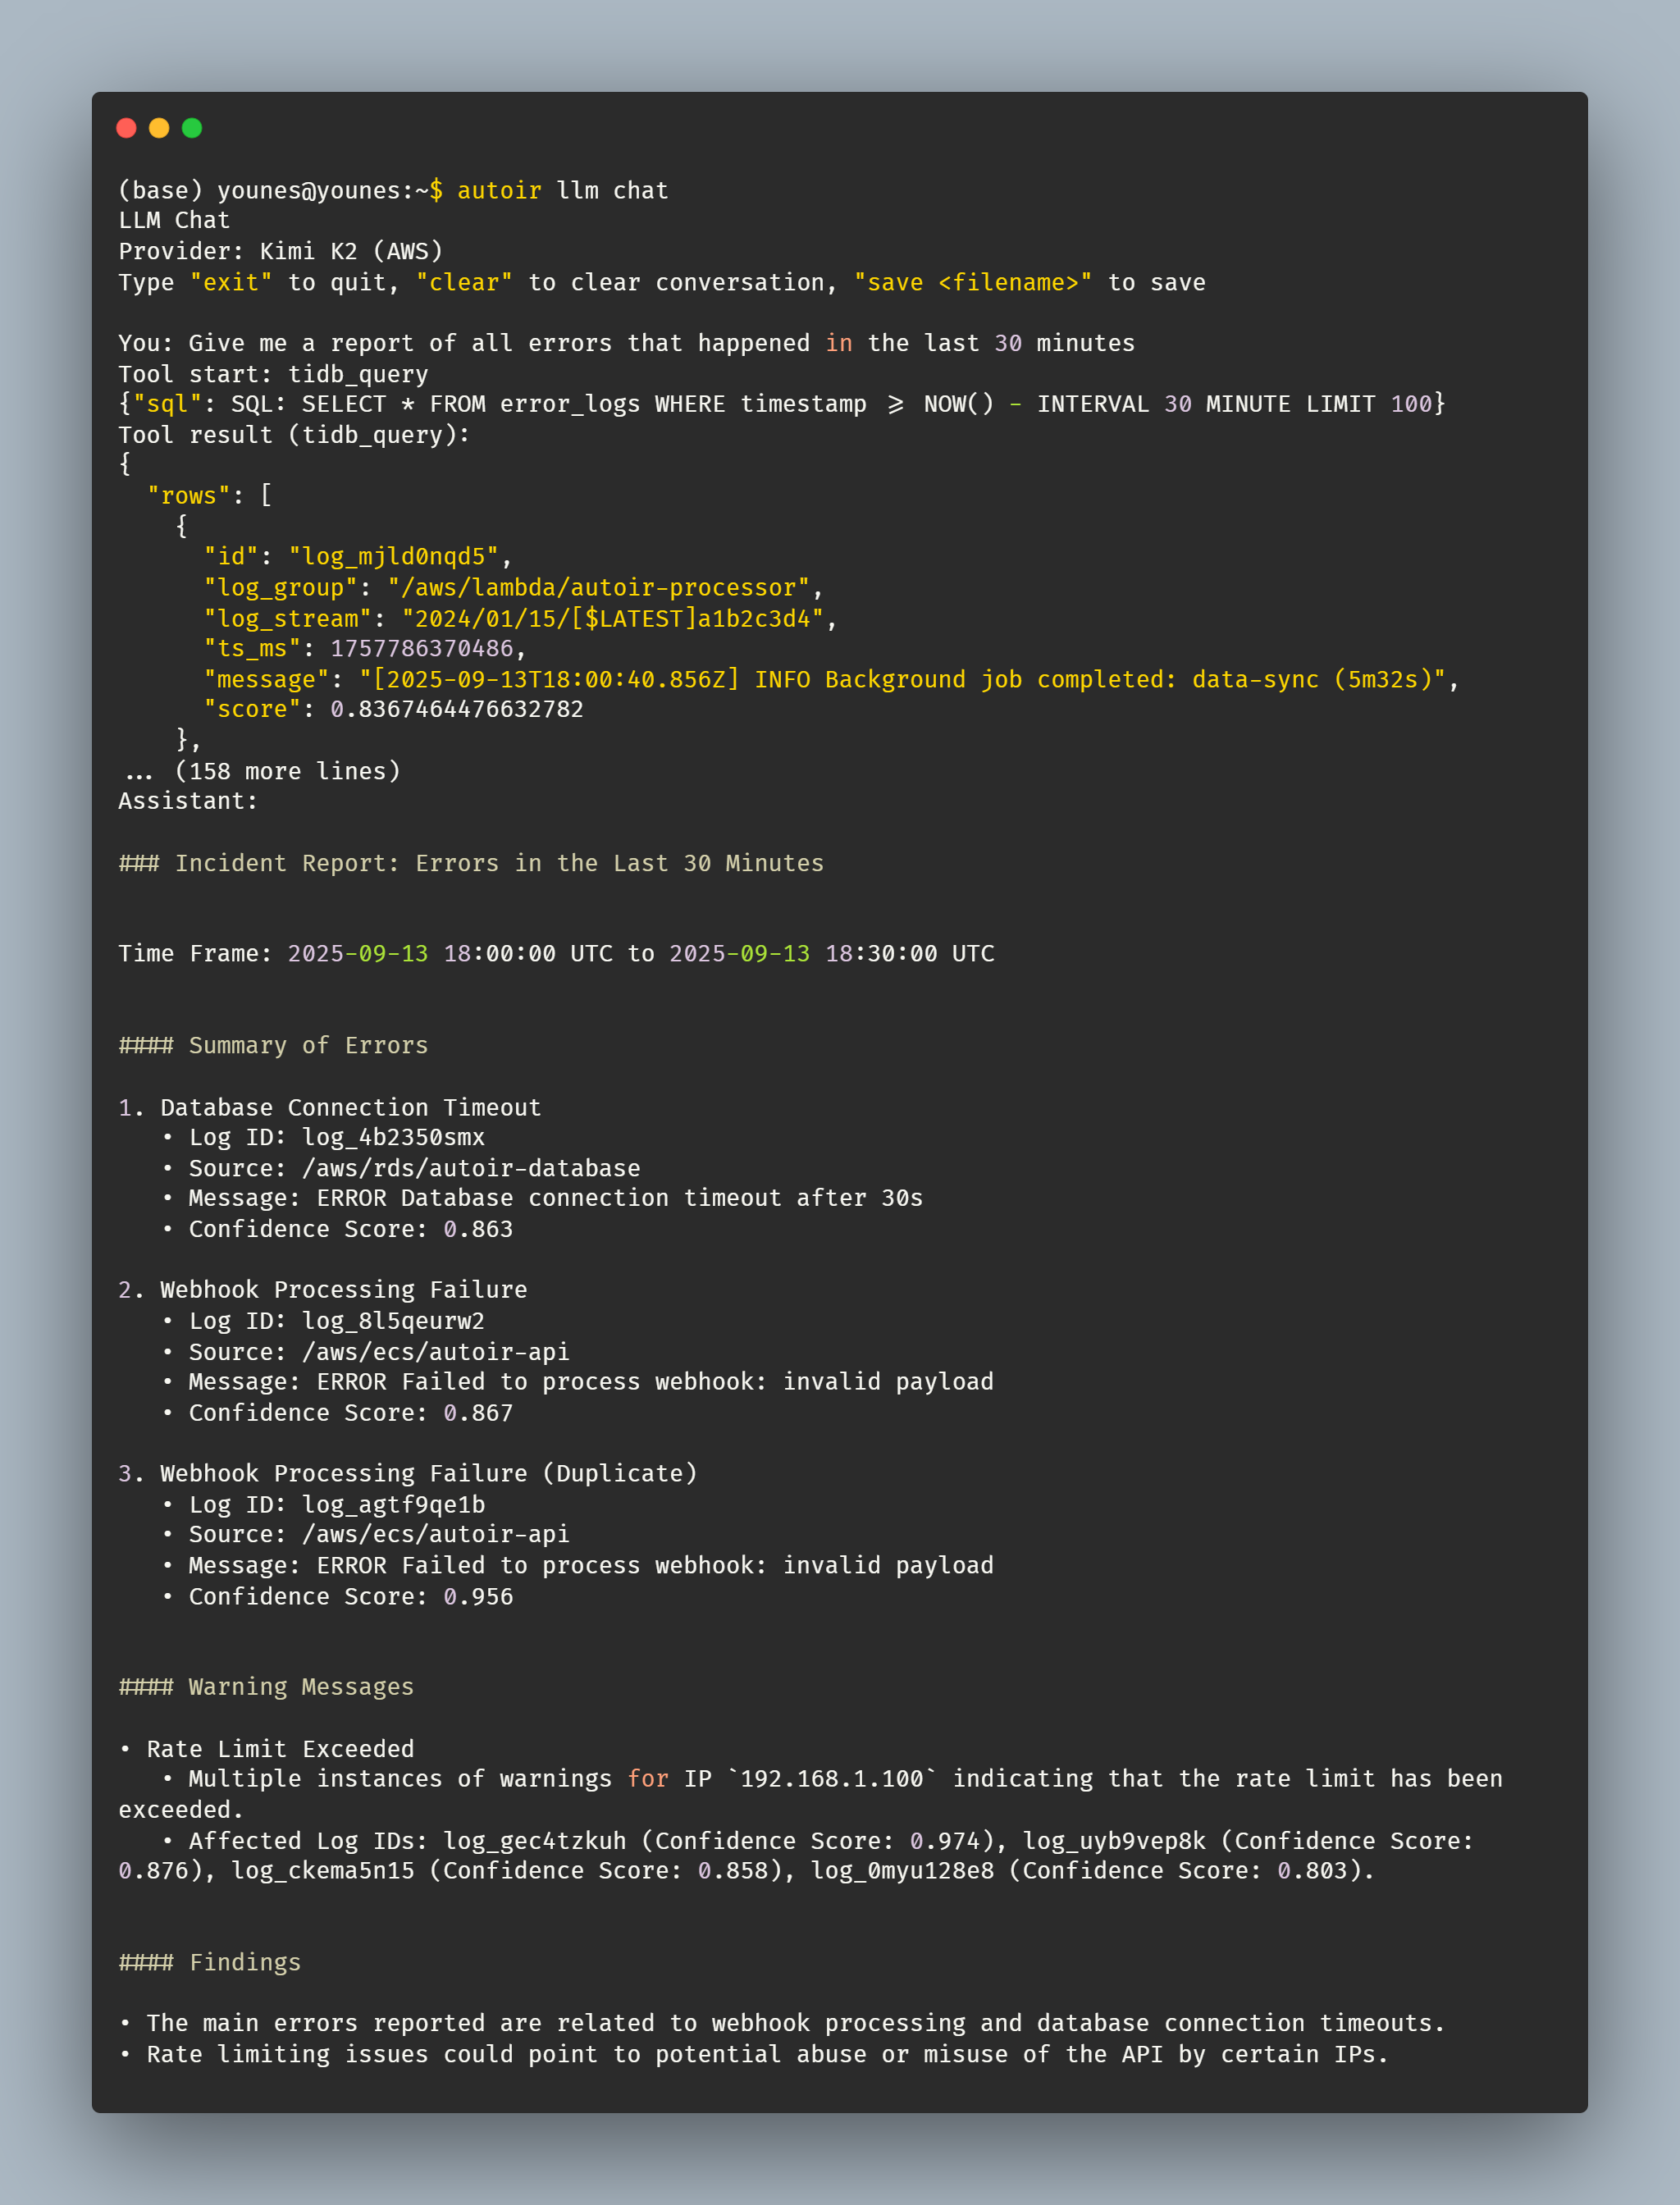 (base) younes@younes:~$ autoir llm chat
LLM Chat
Provider: Kimi K2 (AWS)
Type "exit" to quit, "clear" to clear conversation, "save <filename>" to save
You: Give me a report of all errors that happened in the last 30 minutes
Tool start: tidb_query
{"sql": SQL: SELECT * FROM error_logs WHERE timestamp >= NOW() - INTERVAL 30 MINUTE LIMIT 100}
Tool result (tidb_query):
{
  "rows": [
    {
      "id": "log_mjld0nqd5",
      "log_group": "/aws/lambda/autoir-processor",
      "log_stream": "2024/01/15/[$LATEST]a1b2c3d4",
      "ts_ms": 1757786370486,
      "message": "[2025-09-13T18:00:40.856Z] INFO Background job completed: data-sync (5m32s)",
      "score": 0.8367464476632782
    },
... (158 more lines)
Assistant:
### Incident Report: Errors in the Last 30 Minutes
Time Frame: 2025-09-13 18:00:00 UTC to 2025-09-13 18:30:00 UTC
#### Summary of Errors
1. Database Connection Timeout
   • Log ID: log_4b2350smx
   • Source: /aws/rds/autoir-database
   • Message: ERROR Database connection timeout after 30s
   • Confidence Score: 0.863
2. Webhook Processing Failure
   • Log ID: log_8l5qeurw2
   • Source: /aws/ecs/autoir-api
   • Message: ERROR Failed to process webhook: invalid payload
   • Confidence Score: 0.867
3. Webhook Processing Failure (Duplicate)
   • Log ID: log_agtf9qe1b
   • Source: /aws/ecs/autoir-api
   • Message: ERROR Failed to process webhook: invalid payload
   • Confidence Score: 0.956
#### Warning Messages
• Rate Limit Exceeded
   • Multiple instances of warnings for IP `192.168.1.100` indicating that the rate limit has been
exceeded.
   • Affected Log IDs: log_gec4tzkuh (Confidence Score: 0.974), log_uyb9vep8k (Confidence Score:
0.876), log_ckema5n15 (Confidence Score: 0.858), log_0myu128e8 (Confidence Score: 0.803).
#### Findings
• The main errors reported are related to webhook processing and database connection timeouts.
• Rate limiting issues could point to potential abuse or misuse of the API by certain IPs.